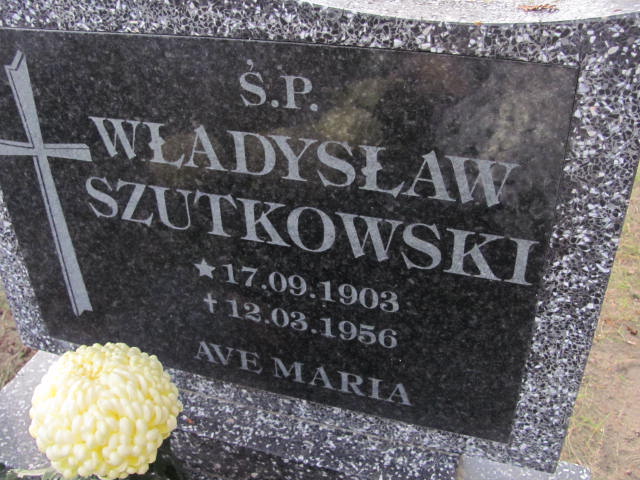 Ś.P.
WŁADYSŁAW
SZUTKOWSKI
★17.09.1903
†12.03.1956
AVE MARIA